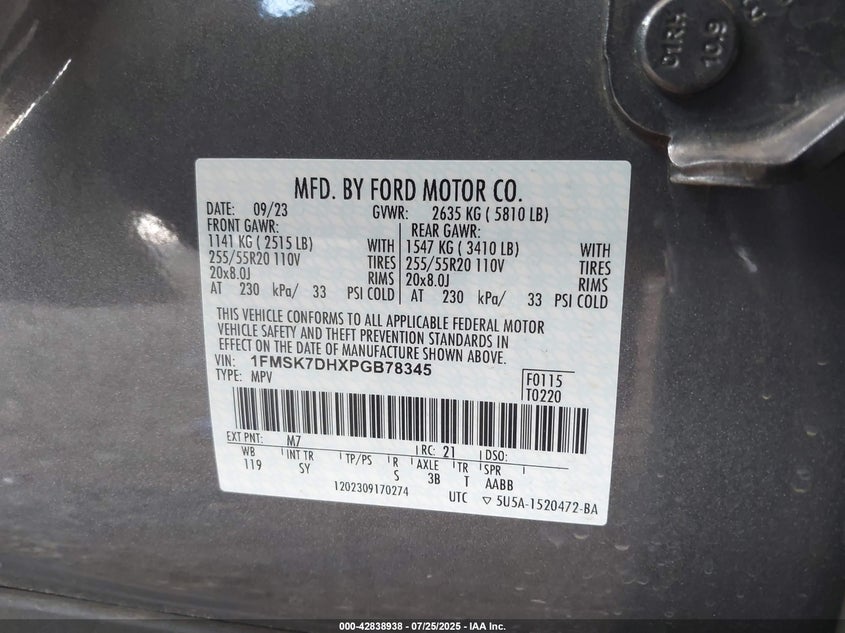 01RH
10.9
MFD. BY FORD MOTOR CO.
DATE: 09/23 GVWR: 2635 KG ( 5810 LB)
FRONT GAWR: REAR GAWR:
1141 KG ( 2515 LB) WITH 1547 KG ( 3410 LB) WITH
255/55R20 110V TIRES 255/55R20 110V TIRES
20x8.0J RIMS 20x8.0J RIMS
AT 230 kPa/ 33 PSI COLD AT 230 kPa/ 33 PSI COLD
THIS VEHICLE CONFORMS TO ALL APPLICABLE FEDERAL MOTOR
VEHICLE SAFETY AND THEFT PREVENTION STANDARDS IN
EFFECT ON THE DATE OF MANUFACTURE SHOWN ABOVE.
VIN: 1FMSK7DHXPGB78345
TYPE: MPV
F0115
T0220
EXT PNT: M7 RC: 21 DSO:
WB INT TR TP/PS R AXLE TR SPR
119 SY S 3B T AABB
1202309170274 UTC ▽ 5U5A-1520472-BA
000-42838938 - 07/25/2025 - IAA Inc.